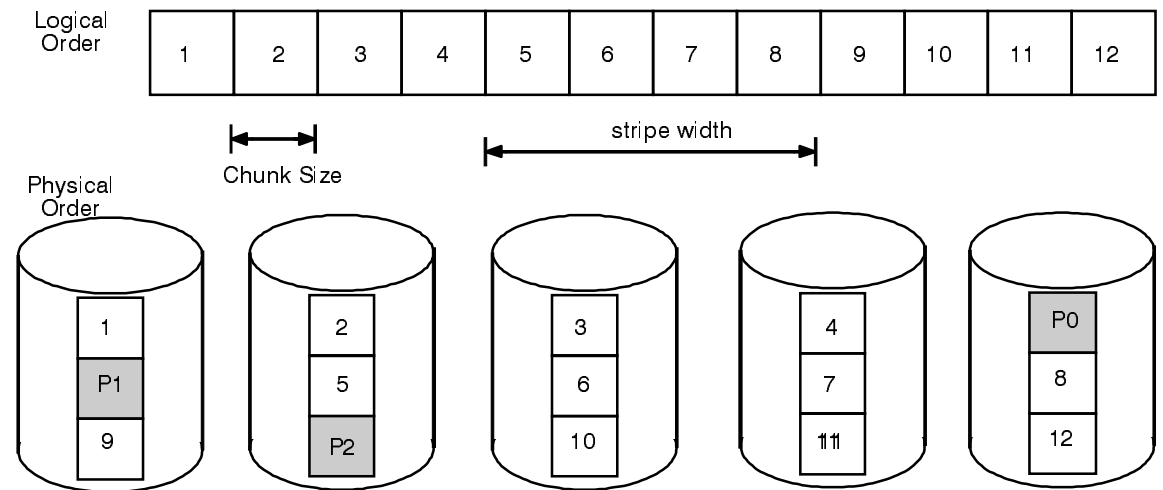 Logical
Order
1 2 3 4 5 6 7 8 9 10 11 12
stripe width
Chunk Size
Physical
Order
1 2 3 4 P0
P1 5 6 7 8
9 P2 10 11 12